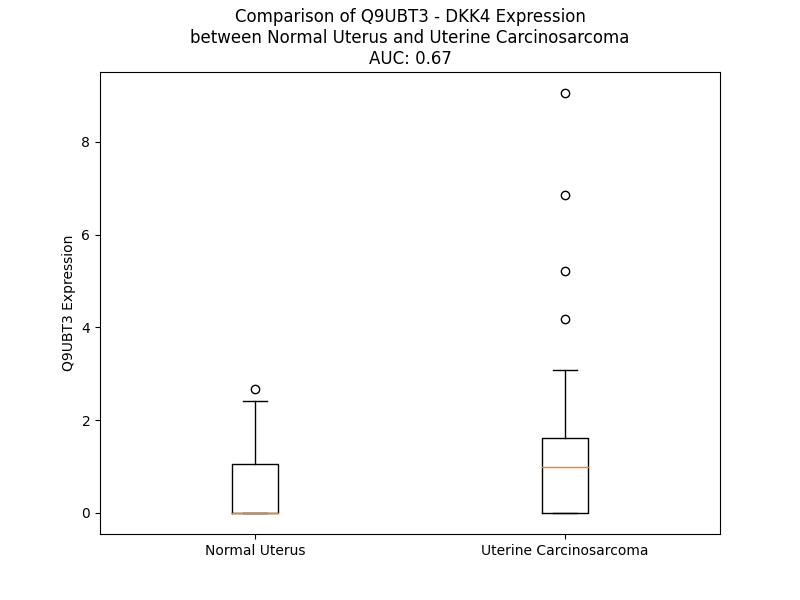 Comparison of Q9UBT3 - DKK4 Expression
between Normal Uterus and Uterine Carcinosarcoma
AUC: 0.67
8
6
4
2
0
Q9UBT3 Expression
Normal Uterus
Uterine Carcinosarcoma